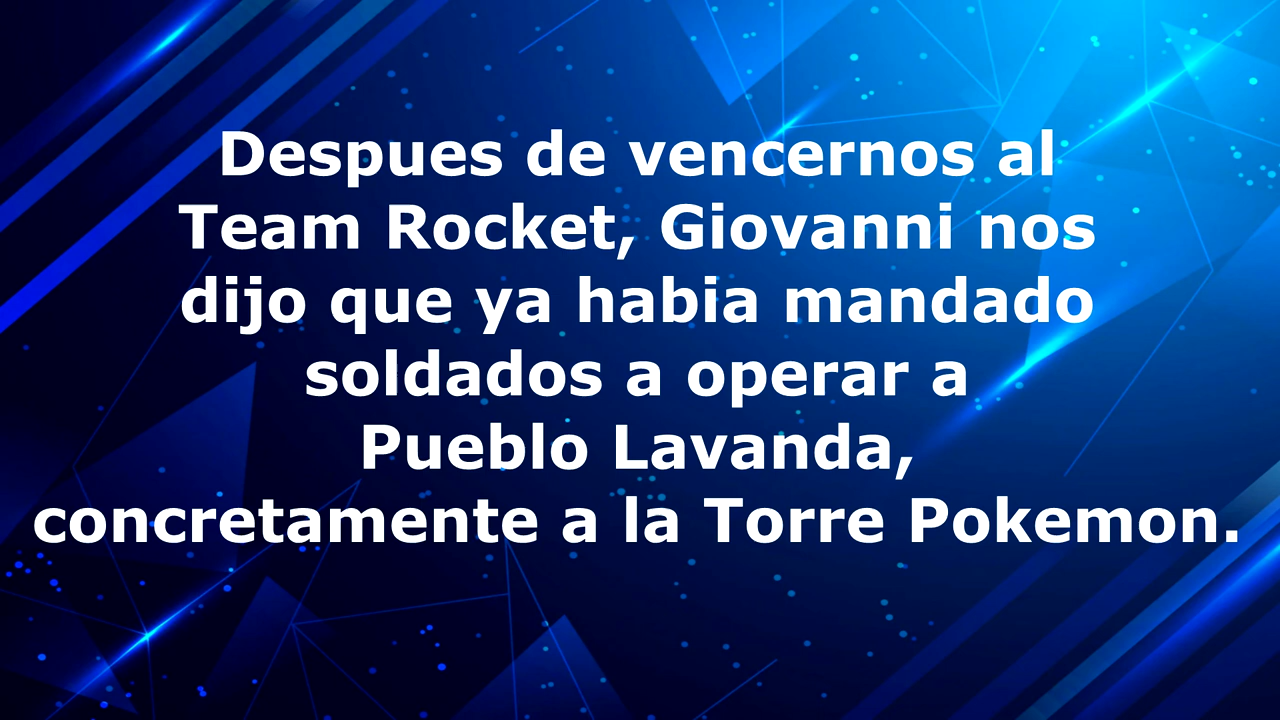 Despues de vencernos al
Team Rocket, Giovanni nos
dijo que ya habia mandado
soldados a operar a
Pueblo Lavanda,
concretamente a la Torre Pokemon.